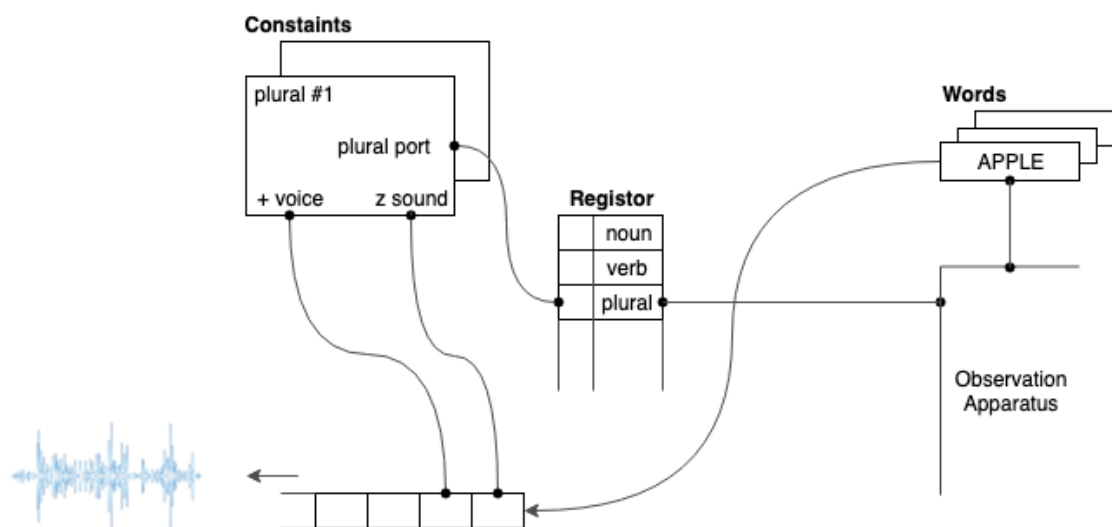 Constaints
plural #1
plural port
+ voice
z sound
Registor
noun
verb
plural
Words
APPLE
Observation
Apparatus